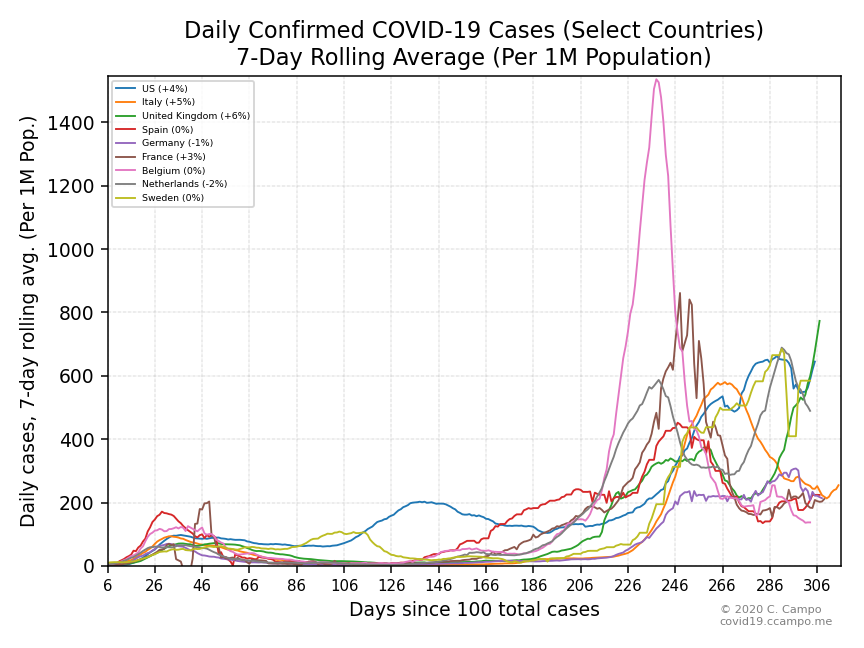 Daily Confirmed COVID-19 Cases (Select Countries)
7-Day Rolling Average (Per 1M Population)
Daily cases, 7-day rolling avg. (Per 1M Pop.)
1400
1200
1000
800
600
400
200
0
US (+4%)
Italy (+5%)
United Kingdom (+6%)
Spain (0%)
Germany (-1%)
France (+3%)
Belgium (0%)
Netherlands (-2%)
Sweden (0%)
6 26 46 66 86 106 126 146 166 186 206 226 246 266 286 306
Days since 100 total cases
© 2020 C. Campo
covid19.ccampo.me